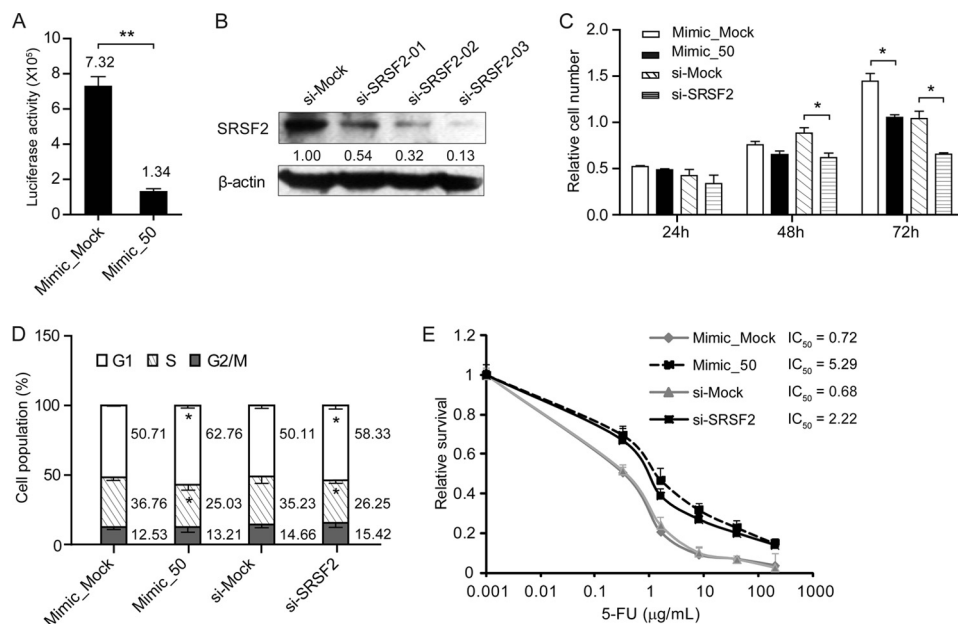 A
Luciferase activity (X10⁵)
10
8
6
4
2
0
**
7.32
1.34
Mimic_Mock
Mimic_50
B
si-Mock
si-SRSF2-01
si-SRSF2-02
si-SRSF2-03
SRSF2
1.00 0.54 0.32 0.13
β-actin
C
Relative cell number
2.0
1.5
1.0
0.5
0.0
Mimic_Mock
Mimic_50
si-Mock
si-SRSF2
*
*
*
24h 48h 72h
D
Cell population (%)
150
100
50
0
G1 S G2/M
* *
50.71 62.76 50.11 58.33
* *
36.76 25.03 35.23 26.25
12.53 13.21 14.66 15.42
Mimic_Mock
Mimic_50
si-Mock
si-SRSF2
E
Relative survival
1.2
1
0.8
0.6
0.4
0.2
0
Mimic_Mock IC₅₀ = 0.72
Mimic_50 IC₅₀ = 5.29
si-Mock IC₅₀ = 0.68
si-SRSF2 IC₅₀ = 2.22
0.001 0.01 0.1 1 10 100 1000
5-FU (μg/mL)